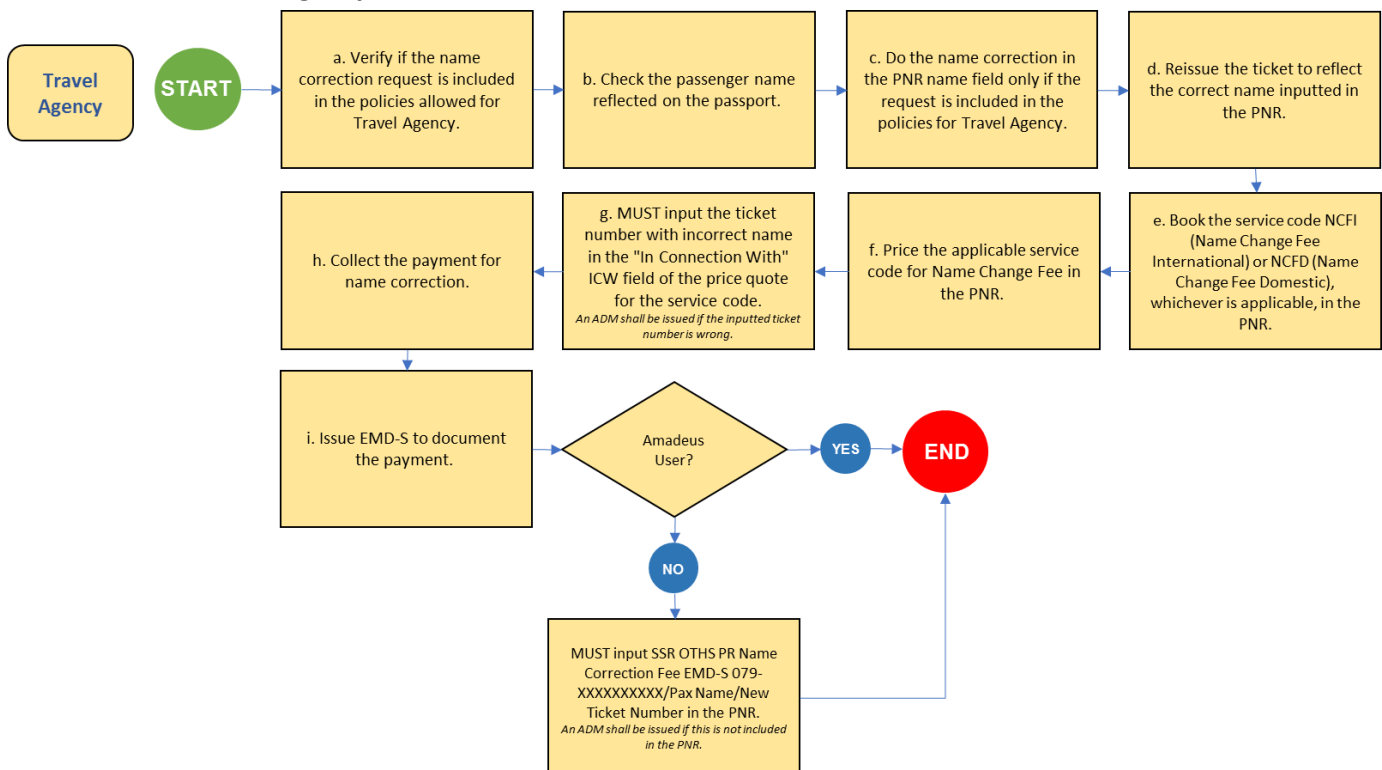 Travel
Agency
START
a. Verify if the name
correction request is included
in the policies allowed for
Travel Agency.
b. Check the passenger name
reflected on the passport.
c. Do the name correction in
the PNR name field only if the
request is included in the
policies for Travel Agency.
d. Reissue the ticket to reflect
the correct name inputted in
the PNR.
e. Book the service code NCFI
(Name Change Fee
International) or NCFD (Name
Change Fee Domestic),
whichever is applicable, in the
PNR.
f. Price the applicable service
code for Name Change Fee in
the PNR.
g. MUST input the ticket
number with incorrect name
in the "In Connection With"
ICW field of the price quote
for the service code.
An ADM shall be issued if the inputted ticket
number is wrong.
h. Collect the payment for
name correction.
i. Issue EMD-S to document
the payment.
Amadeus
User?
YES
END
NO
MUST input SSR OTHS PR Name
Correction Fee EMD-S 079-
XXXXXXXXXX/Pax Name/New
Ticket Number in the PNR.
An ADM shall be issued if this is not included
in the PNR.